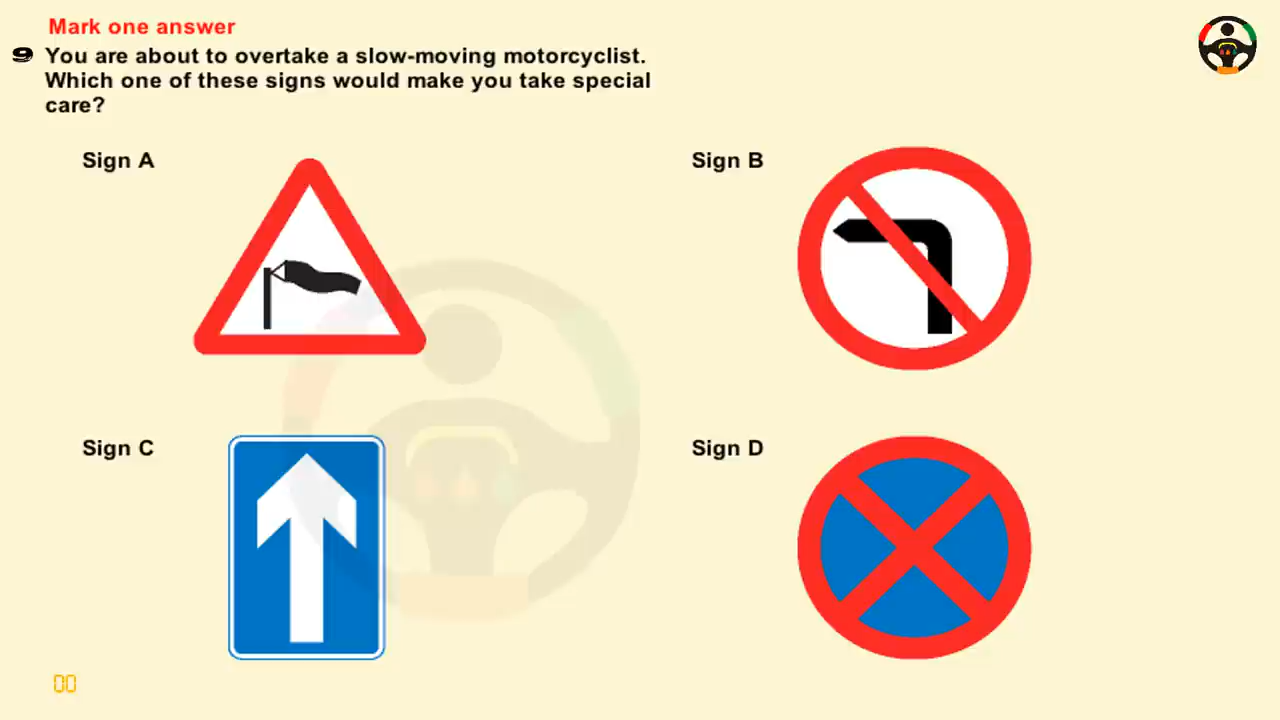 Mark one answer
9 You are about to overtake a slow-moving motorcyclist.
Which one of these signs would make you take special
care?
Sign A
Sign B
Sign C
Sign D
00